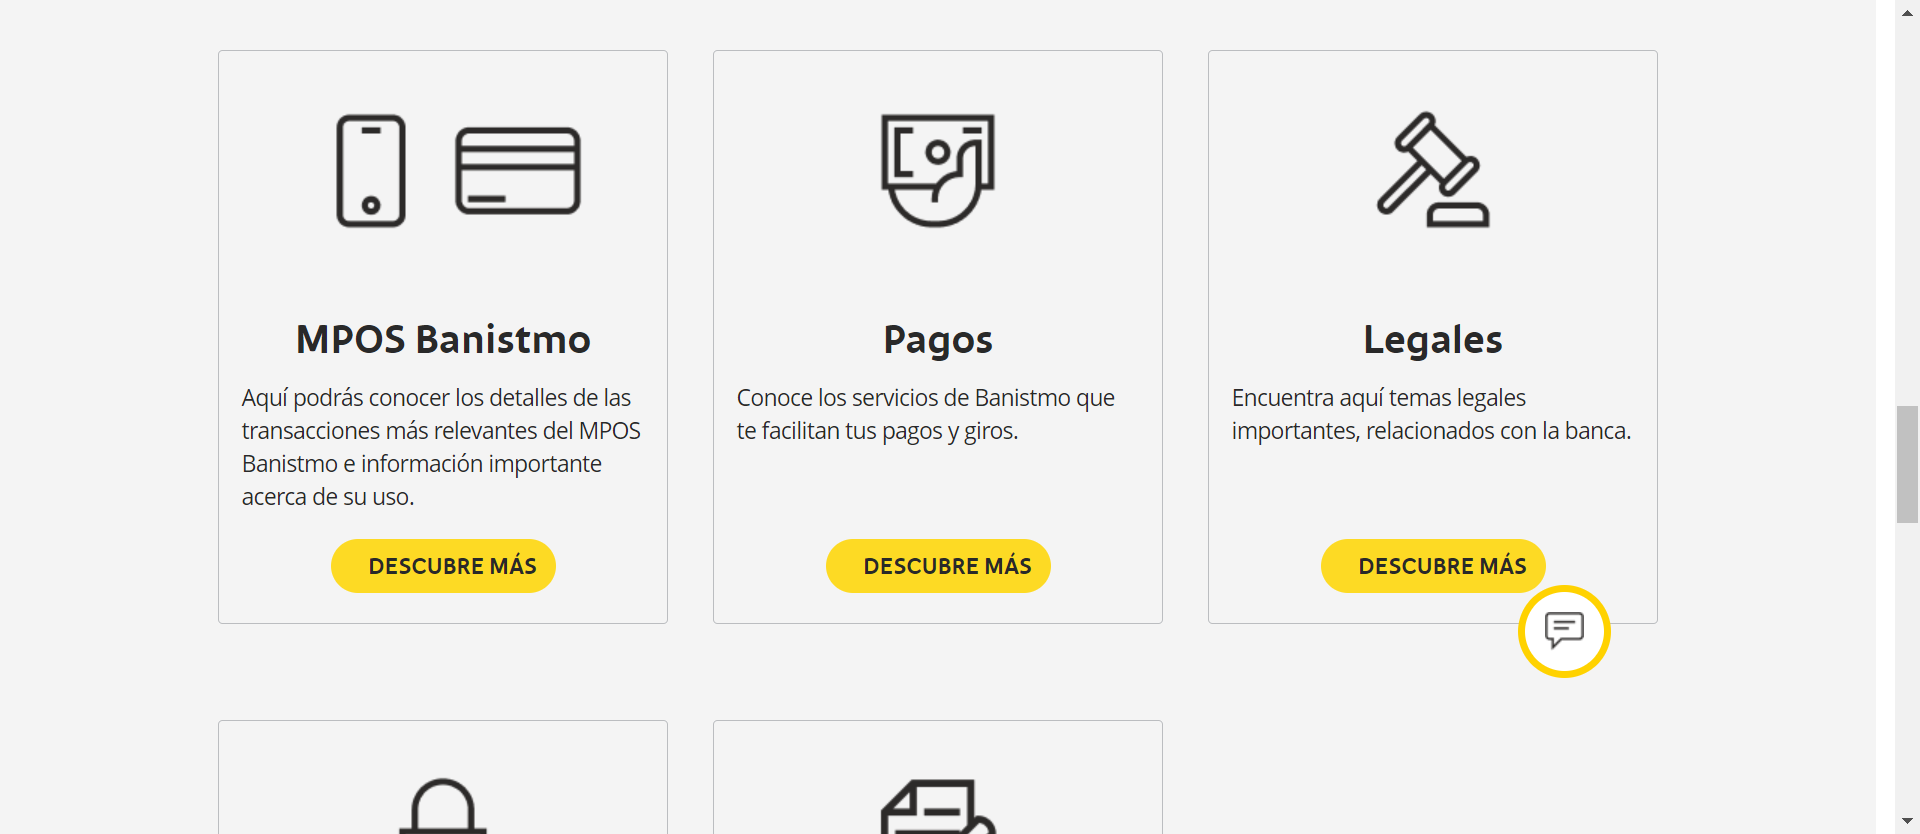 MPOS Banistmo
Aquí podrás conocer los detalles de las
transacciones más relevantes del MPOS
Banistmo e información importante
acerca de su uso.
DESCUBRE MÁS
Pagos
Conoce los servicios de Banistmo que
te facilitan tus pagos y giros.
DESCUBRE MÁS
Legales
Encuentra aquí temas legales
importantes, relacionados con la banca.
DESCUBRE MÁS